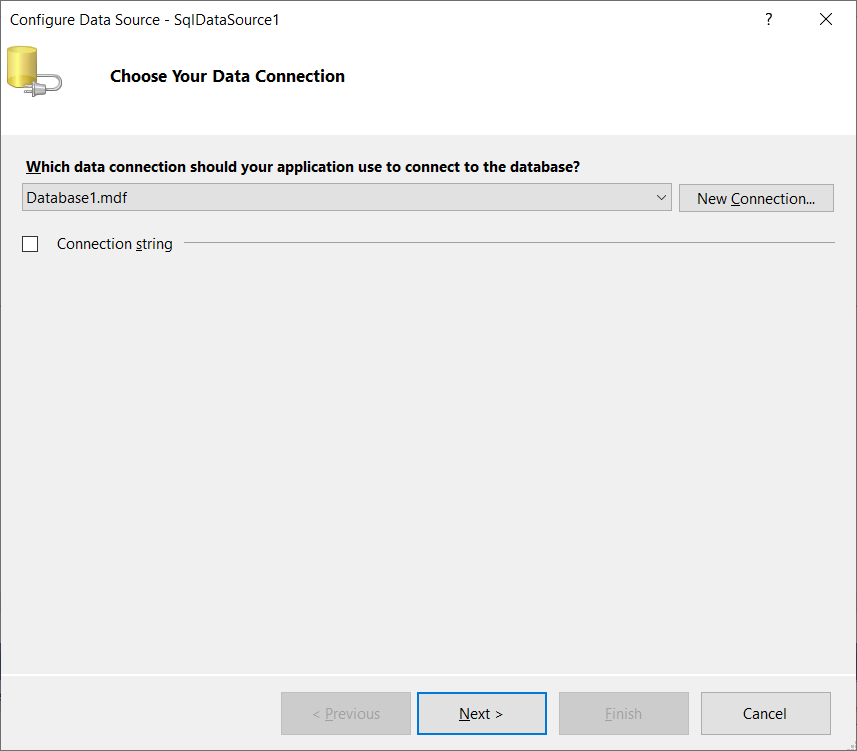 Configure Data Source - SqlDataSource1 ?
Choose Your Data Connection
Which data connection should your application use to connect to the database?
Database1.mdf New Connection...
Connection string
< Previous Next > Finish Cancel